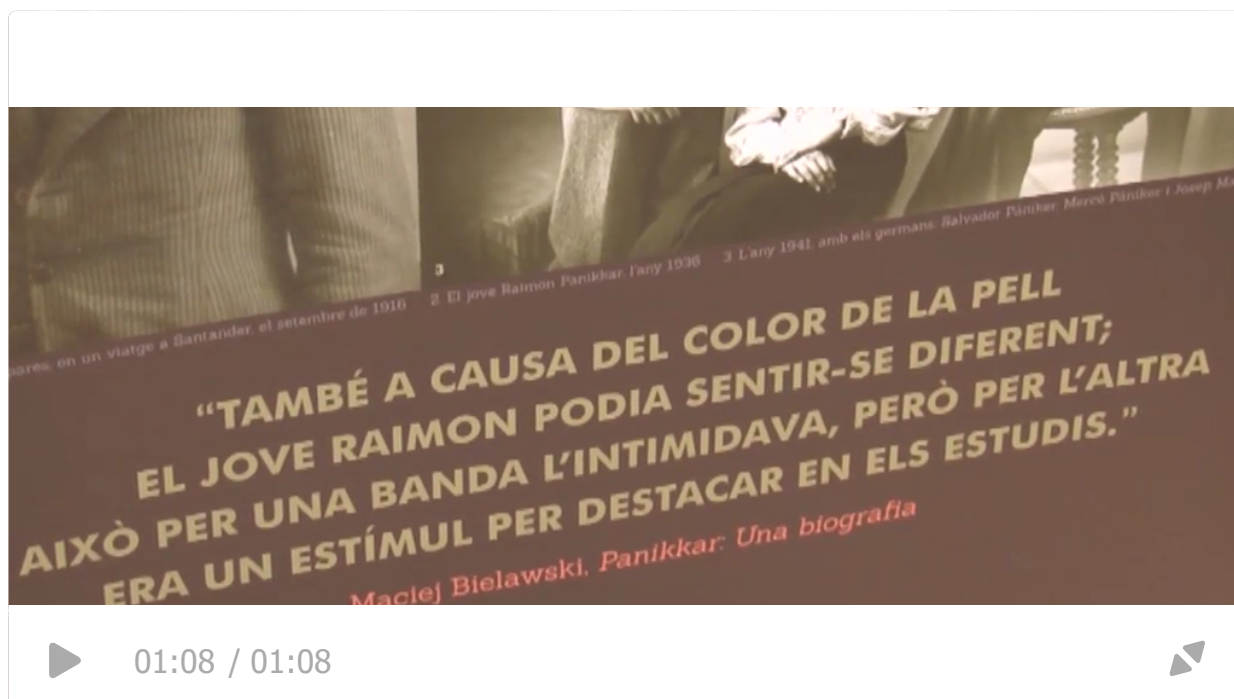 3
pares, en un viatge a Santander, el setembre de 1916 2. El jove Raimon Panikkar, l'any 1936 3. L'any 1941, amb els germans: Salvador Pániker, Mercè Pániker i Josep Ma
“TAMBÉ A CAUSA DEL COLOR DE LA PELL
EL JOVE RAIMON PODIA SENTIR-SE DIFERENT;
AIXÒ PER UNA BANDA L’INTIMIDAVA, PERÒ PER L’ALTRA
ERA UN ESTÍMUL PER DESTACAR EN ELS ESTUDIS.”
Maciej Bielawski, Panikkar: Una biografia
01:08 / 01:08